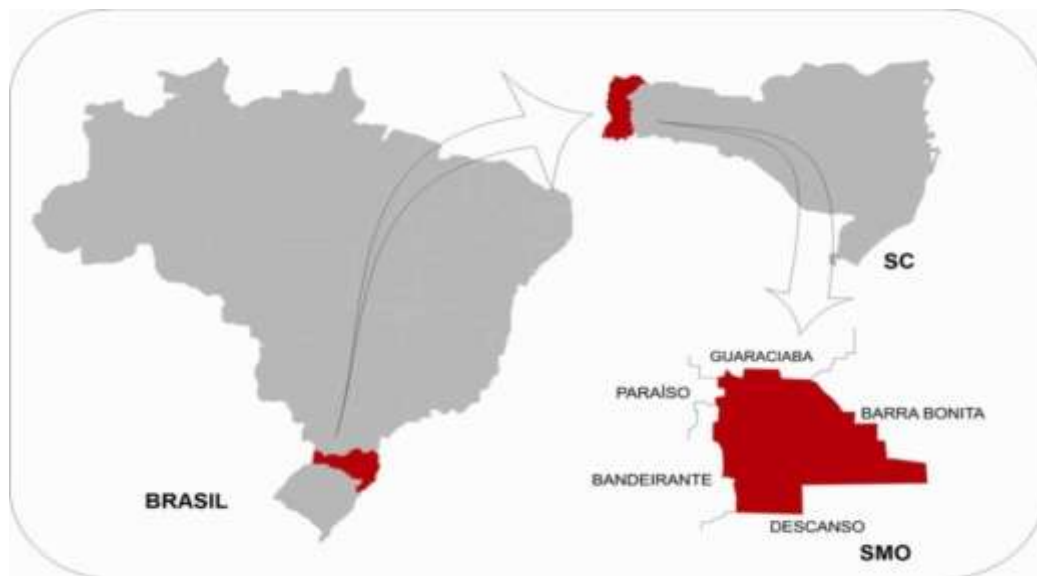 BRASIL
SC
GUARACIABA
PARAÍSO
BARRA BONITA
BANDEIRANTE
DESCANSO
SMO